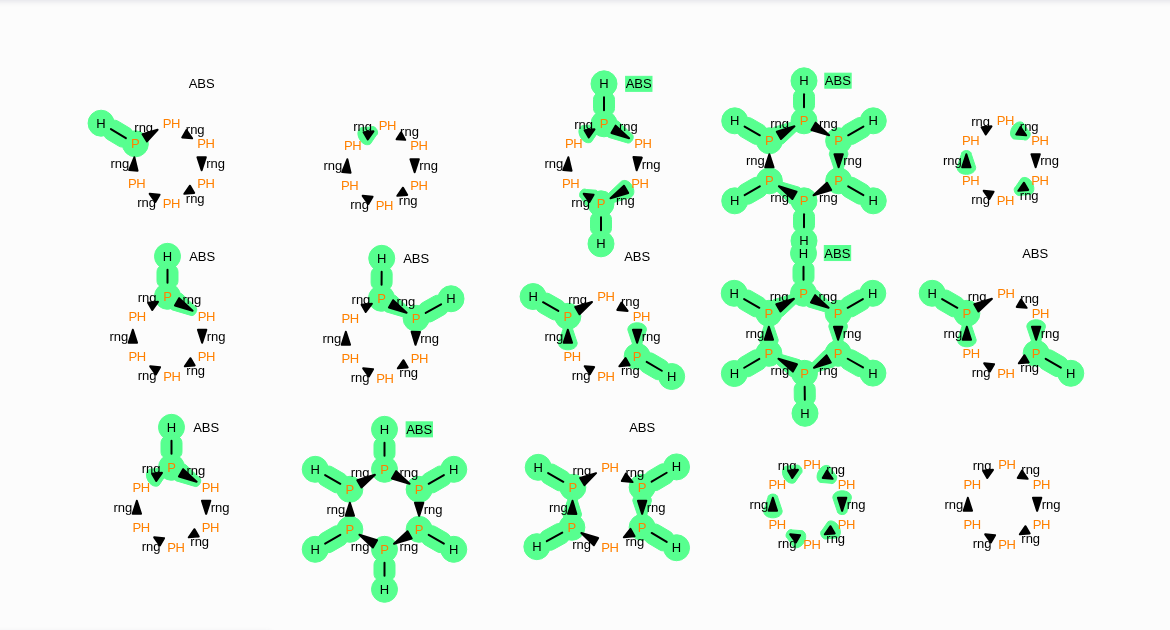 ABS
H rng PH rng
P PH
rng rng
PH PH
rng PH
rng PH rng
PH PH
rng rng
PH PH
rng PH rng
H ABS
P rng
PH PH
rng rng
PH PH
rng P rng
H
H ABS
H P H
P rng rng P
rng rng
P P
H rng P rng H
H
PH rng
PH PH
rng rng
PH PH
rng PH rng
H ABS
rng P rng
PH PH
rng rng
PH PH
rng PH rng
H ABS
rng P rng H
PH P
rng rng
PH PH
rng PH rng
ABS
H rng PH rng
P PH
rng rng
PH P
rng PH rng H
H ABS
H rng P rng H
P P
rng rng
P P
H rng P rng H
H
ABS
H rng PH rng
P PH
rng rng
PH P
rng PH rng H
H ABS
rng P rng
PH PH
rng rng
PH PH
rng PH rng
H ABS
H rng P rng H
P P
rng rng
P P
H rng P rng H
H
ABS
H rng PH rng H
P P
rng rng
P P
H rng PH rng H
rng PH rng
PH PH
rng rng
PH PH
rng PH rng
rng PH rng
PH PH
rng rng
PH PH
rng PH rng